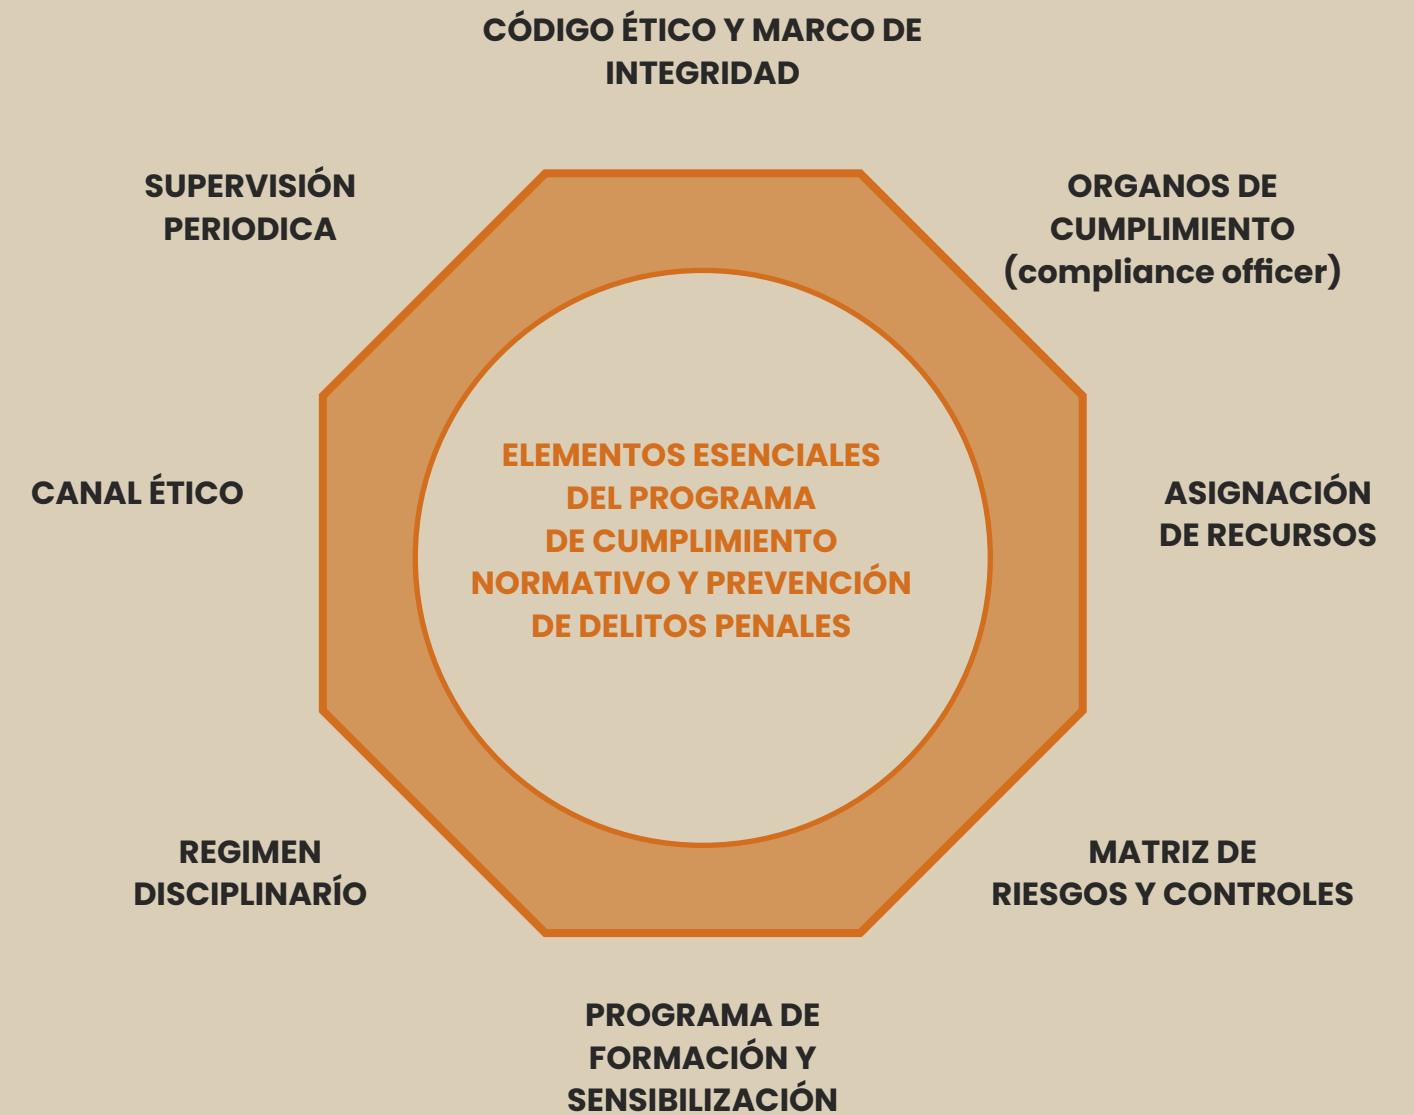 CÓDIGO ÉTICO Y MARCO DE
INTEGRIDAD
SUPERVISIÓN
PERIODICA
ORGANOS DE
CUMPLIMIENTO
(compliance officer)
CANAL ÉTICO
ELEMENTOS ESENCIALES
DEL PROGRAMA
DE CUMPLIMIENTO
NORMATIVO Y PREVENCIÓN
DE DELITOS PENALES
ASIGNACIÓN
DE RECURSOS
REGIMEN
DISCIPLINARÍO
MATRIZ DE
RIESGOS Y CONTROLES
PROGRAMA DE
FORMACIÓN Y
SENSIBILIZACIÓN